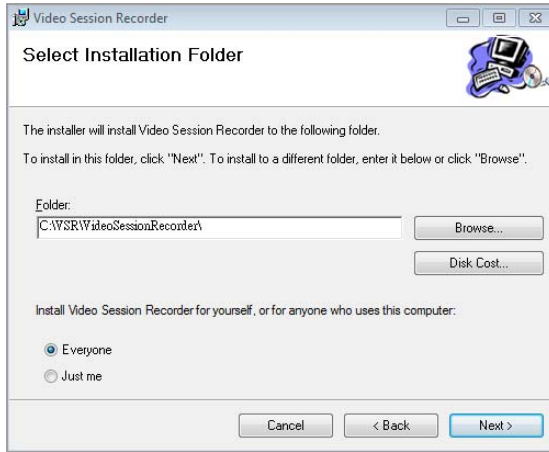 Video Session Recorder
Select Installation Folder
The installer will install Video Session Recorder to the following folder.
To install in this folder, click "Next". To install to a different folder, enter it below or click "Browse".
Folder:
C:\VSR\VideoSessionRecorder\
Browse...
Disk Cost...
Install Video Session Recorder for yourself, or for anyone who uses this computer:
Everyone
Just me
Cancel
< Back
Next >